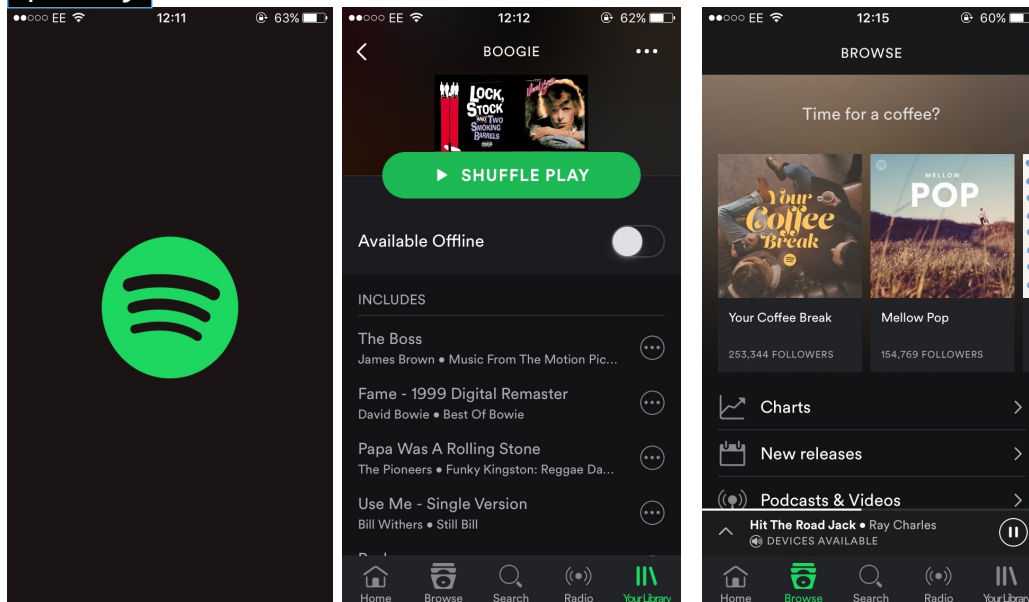 EE 12:11 63%
EE 12:12 62%
BOOGIE
LOCK,
STOCK
AND TWO
SMOKING
BARRELS
SHUFFLE PLAY
Available Offline
INCLUDES
The Boss
James Brown • Music From The Motion Pic...
Fame - 1999 Digital Remaster
David Bowie • Best Of Bowie
Papa Was A Rolling Stone
The Pioneers • Funky Kingston: Reggae Da...
Use Me - Single Version
Bill Withers • Still Bill
Home Browse Search Radio Your Library
EE 12:15 60%
BROWSE
Time for a coffee?
Your
Coffee
Break
MELLOW
POP
Your Coffee Break
253,344 FOLLOWERS
Mellow Pop
154,769 FOLLOWERS
Charts
New releases
Podcasts & Videos
Hit The Road Jack • Ray Charles
DEVICES AVAILABLE
Home Browse Search Radio Your Library